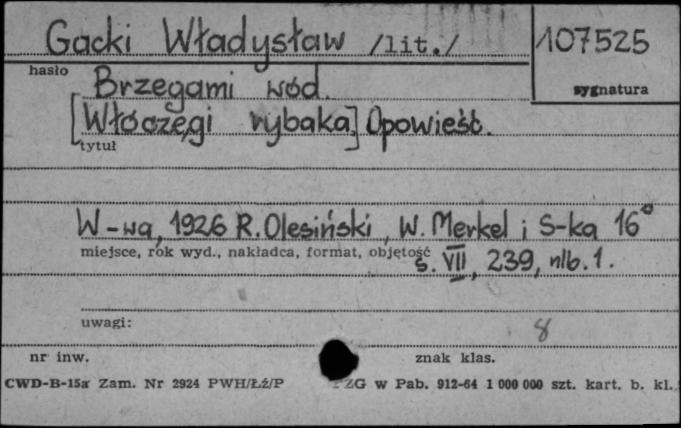 Gacki Władysław /lit./ 107525
hasło sygnatura
Brzegami wód.
[Włóczęgi rybaka] Opowieść.
tytuł
W-wa, 1926 R. Olesiński, W. Merkel i S-ka 16°
miejsce, rok wyd., nakładca, format, objętość
s. VII, 239, nlb. 1.
uwagi:
8
nr inw. znak klas.
CWD-B-15a Zam. Nr 2924 PWH/Łź/P PZG w Pab. 912-64 1 000 000 szt. kart. b. kl.